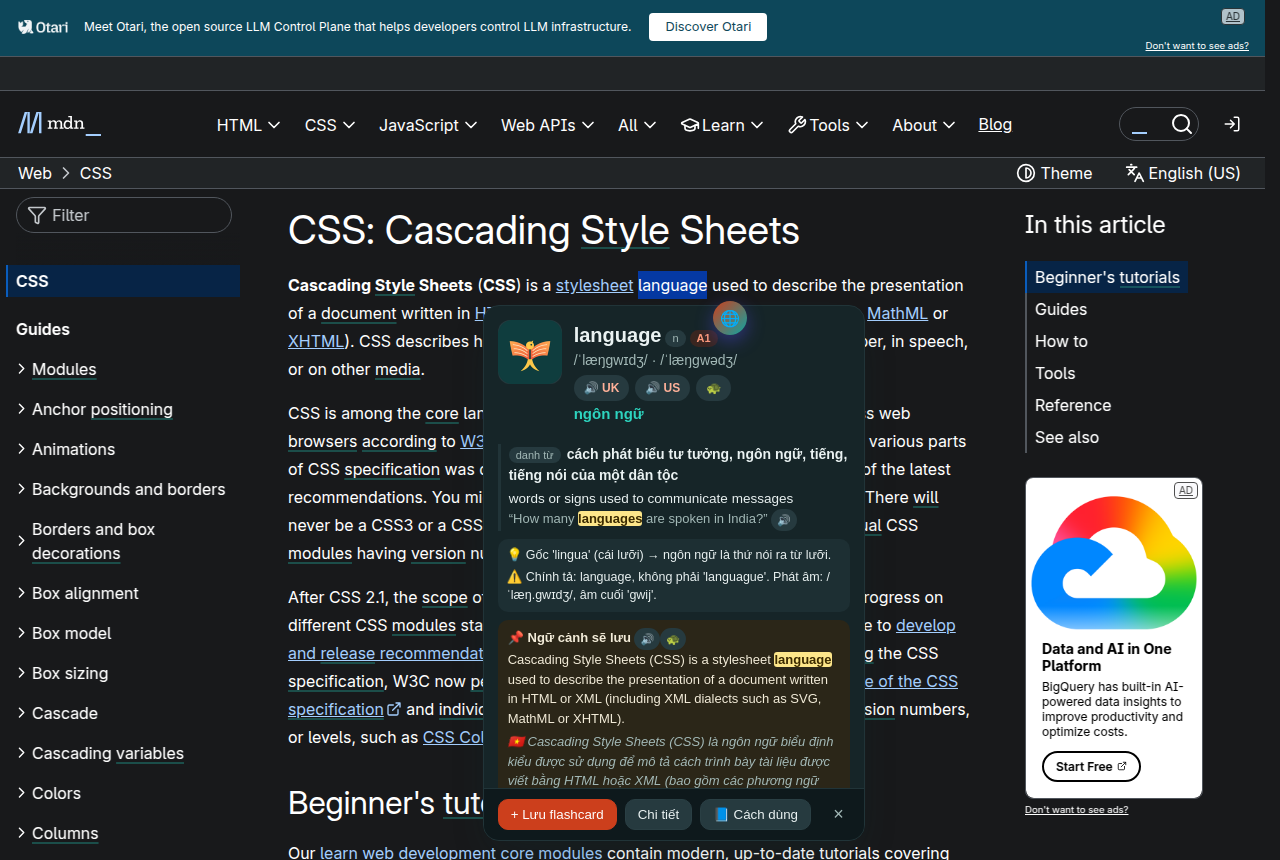 Otari Meet Otari, the open source LLM Control Plane that helps developers control LLM infrastructure. Discover Otari AD
Don't want to see ads?
mdn_ HTML CSS JavaScript Web APIs All Learn Tools About Blog
Web CSS Theme English (US)
Filter
CSS
Guides
Modules
Anchor positioning
Animations
Backgrounds and borders
Borders and box
decorations
Box alignment
Box model
Box sizing
Cascade
Cascading variables
Colors
Columns
CSS: Cascading Style Sheets
Cascading Style Sheets (CSS) is a stylesheet language used to describe the presentation
of a document written in MathML or
XHTML). CSS describes in speech,
or on other media.
CSS is among the core web
browsers according to various parts
of CSS specification was of the latest
recommendations. You There will
never be a CSS3 or a CSS
modules having version
After CSS 2.1, the scope on
different CSS modules to develop
and release the CSS
specification, W3C now of the CSS
specification and numbers,
or levels, such as CSS
Beginner's
Our learn web development core modules contain modern, up-to-date tutorials covering
language n A1
/ˈlæŋɡwɪdʒ/ · /ˈlæŋɡwədʒ/
UK US
ngôn ngữ
danh từ cách phát biểu tư tưởng, ngôn ngữ, tiếng,
tiếng nói của một dân tộc
words or signs used to communicate messages
“How many languages are spoken in India?”
Gốc 'lingua' (cái lưỡi) → ngôn ngữ là thứ nói ra từ lưỡi.
Chính tả: language, không phải 'languague'. Phát âm: /
ˈlæŋ.ɡwɪdʒ/, âm cuối 'gwij'.
Ngữ cảnh sẽ lưu
Cascading Style Sheets (CSS) is a stylesheet language
used to describe the presentation of a document written
in HTML or XML (including XML dialects such as SVG,
MathML or XHTML).
Cascading Style Sheets (CSS) là ngôn ngữ biểu định
kiểu được sử dụng để mô tả cách trình bày tài liệu được
viết bằng HTML hoặc XML (bao gồm các phương ngữ
+ Lưu flashcard Chi tiết Cách dùng ×
In this article
Beginner's tutorials
Guides
How to
Tools
Reference
See also
AD
Data and AI in One
Platform
BigQuery has built-in AI-
powered data insights to
improve productivity and
optimize costs.
Start Free
Don't want to see ads?